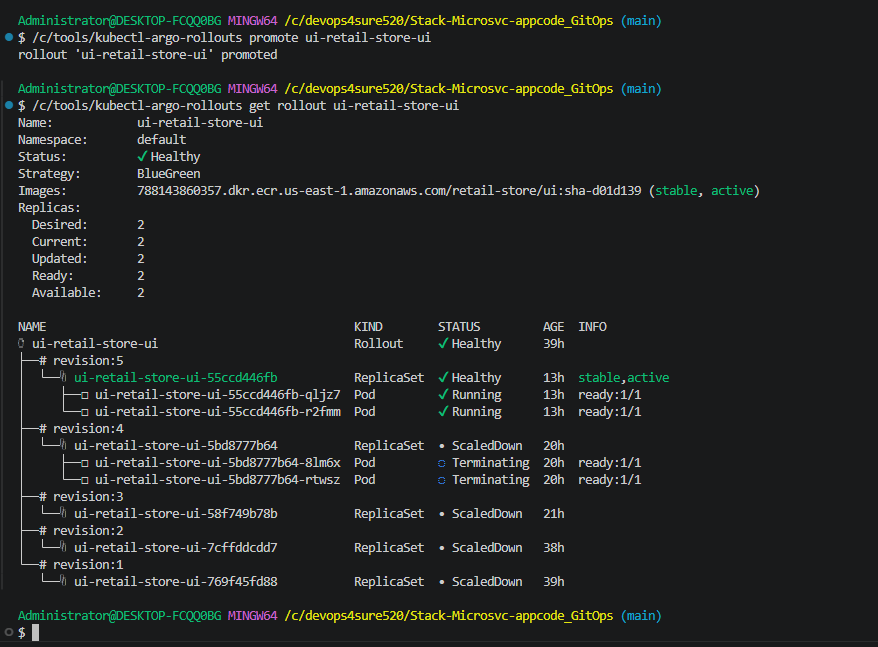 Administrator@DESKTOP-FCQQ0BG MINGW64 /c/devops4sure520/Stack-Microsvc-appcode_GitOps (main)
$ /c/tools/kubectl-argo-rollouts promote ui-retail-store-ui
rollout 'ui-retail-store-ui' promoted
Administrator@DESKTOP-FCQQ0BG MINGW64 /c/devops4sure520/Stack-Microsvc-appcode_GitOps (main)
$ /c/tools/kubectl-argo-rollouts get rollout ui-retail-store-ui
Name: ui-retail-store-ui
Namespace: default
Status: ✔ Healthy
Strategy: BlueGreen
Images: 788143860357.dkr.ecr.us-east-1.amazonaws.com/retail-store/ui:sha-d01d139 (stable, active)
Replicas:
Desired: 2
Current: 2
Updated: 2
Ready: 2
Available: 2
NAME KIND STATUS AGE INFO
ui-retail-store-ui Rollout ✔ Healthy 39h
├──# revision:5
│ └──ui-retail-store-ui-55ccd446fb ReplicaSet ✔ Healthy 13h stable,active
│ ├──□ ui-retail-store-ui-55ccd446fb-qljz7 Pod ✔ Running 13h ready:1/1
│ └──□ ui-retail-store-ui-55ccd446fb-r2fmm Pod ✔ Running 13h ready:1/1
├──# revision:4
│ └──ui-retail-store-ui-5bd8777b64 ReplicaSet • ScaledDown 20h
│ ├──□ ui-retail-store-ui-5bd8777b64-8lm6x Pod ◌ Terminating 20h ready:1/1
│ └──□ ui-retail-store-ui-5bd8777b64-rtwsz Pod ◌ Terminating 20h ready:1/1
├──# revision:3
│ └──ui-retail-store-ui-58f749b78b ReplicaSet • ScaledDown 21h
├──# revision:2
│ └──ui-retail-store-ui-7cffddcdd7 ReplicaSet • ScaledDown 38h
└──# revision:1
└──ui-retail-store-ui-769f45fd88 ReplicaSet • ScaledDown 39h
Administrator@DESKTOP-FCQQ0BG MINGW64 /c/devops4sure520/Stack-Microsvc-appcode_GitOps (main)
$